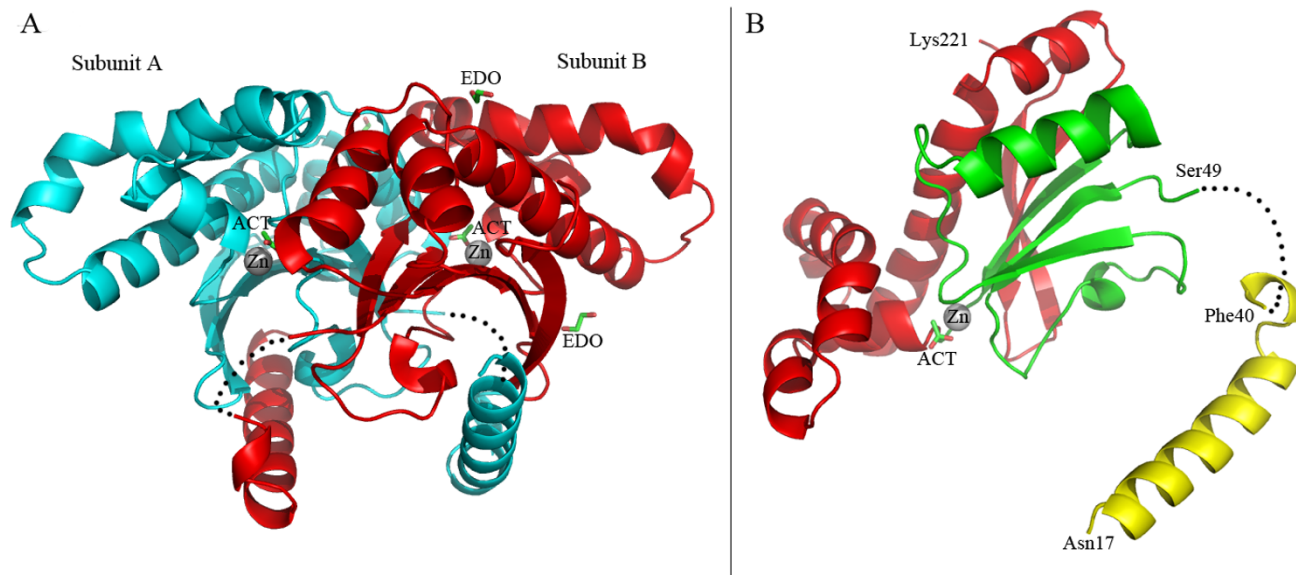 A
Subunit A
Subunit B
EDO
ACT
Zn
ACT
Zn
EDO
B
Lys221
Ser49
Zn
ACT
Phe40
Asn17